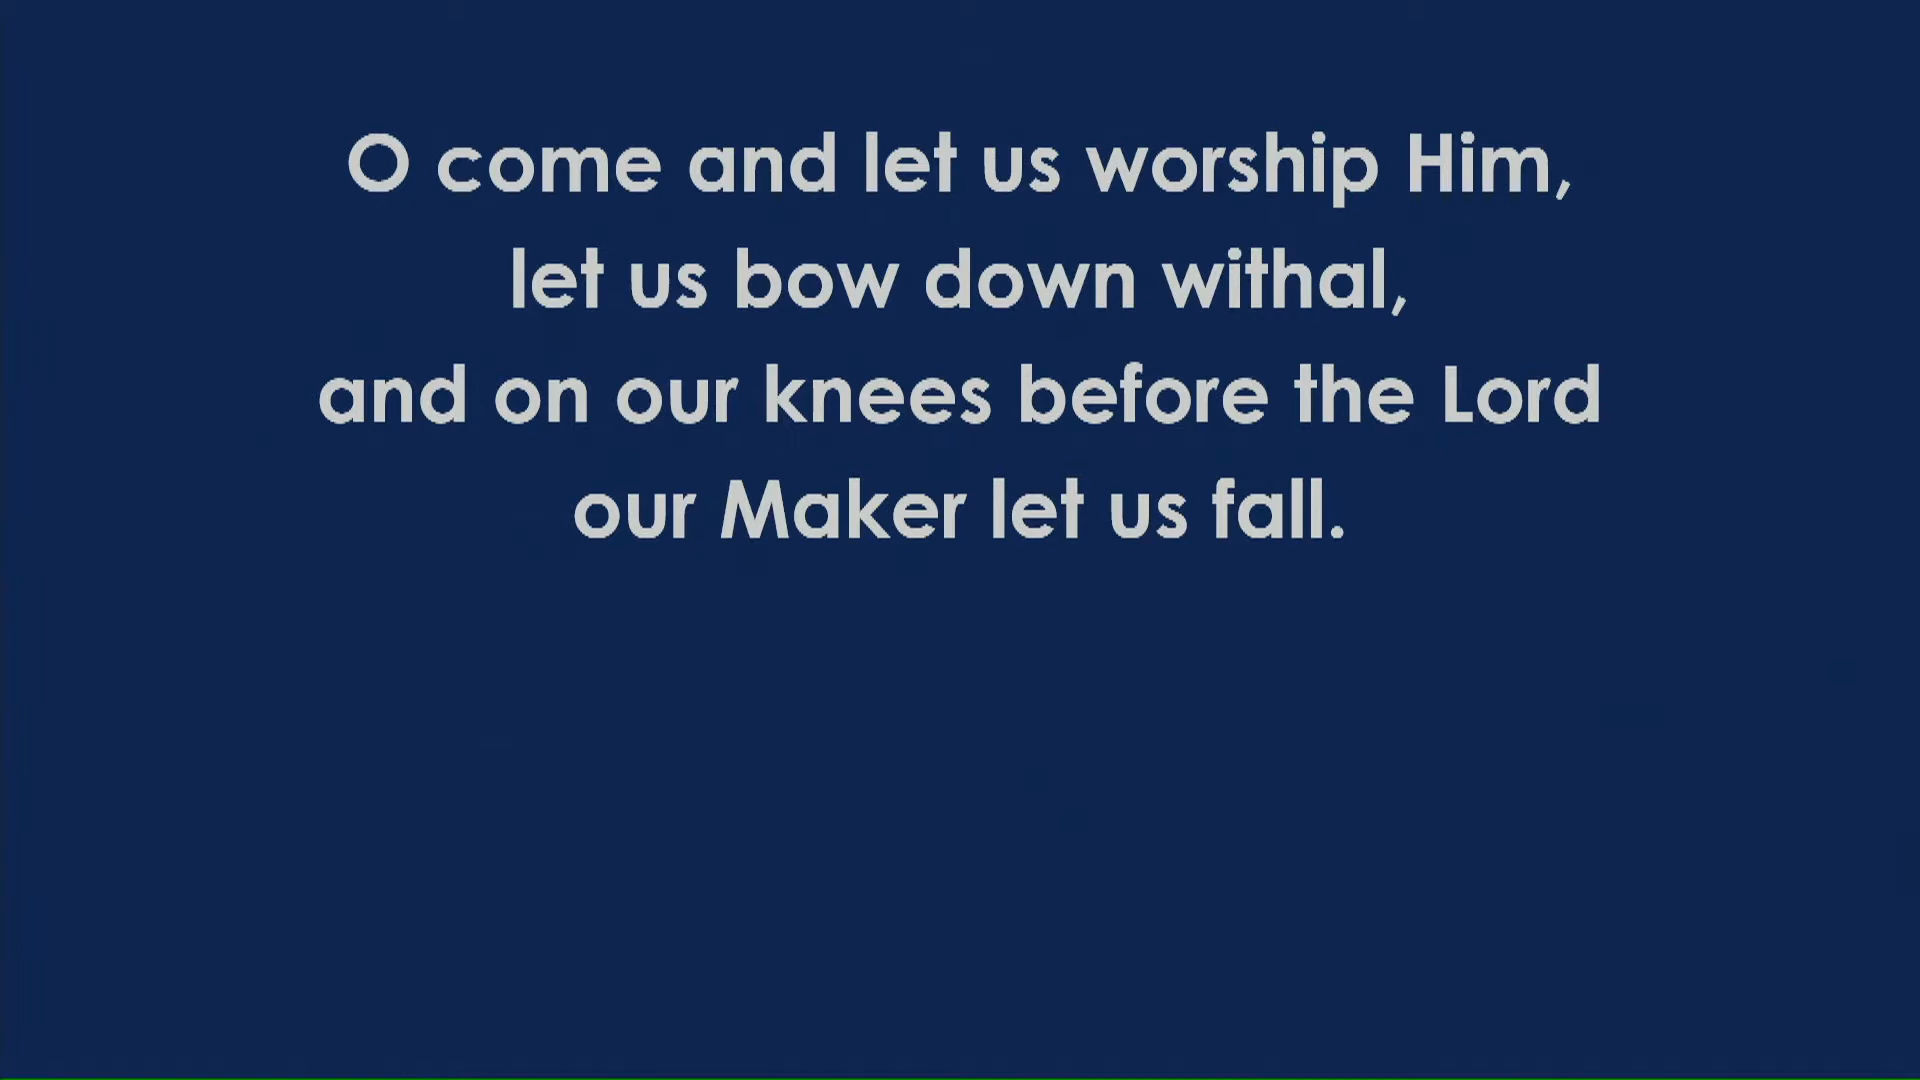 O come and let us worship Him,
let us bow down withal,
and on our knees before the Lord
our Maker let us fall.